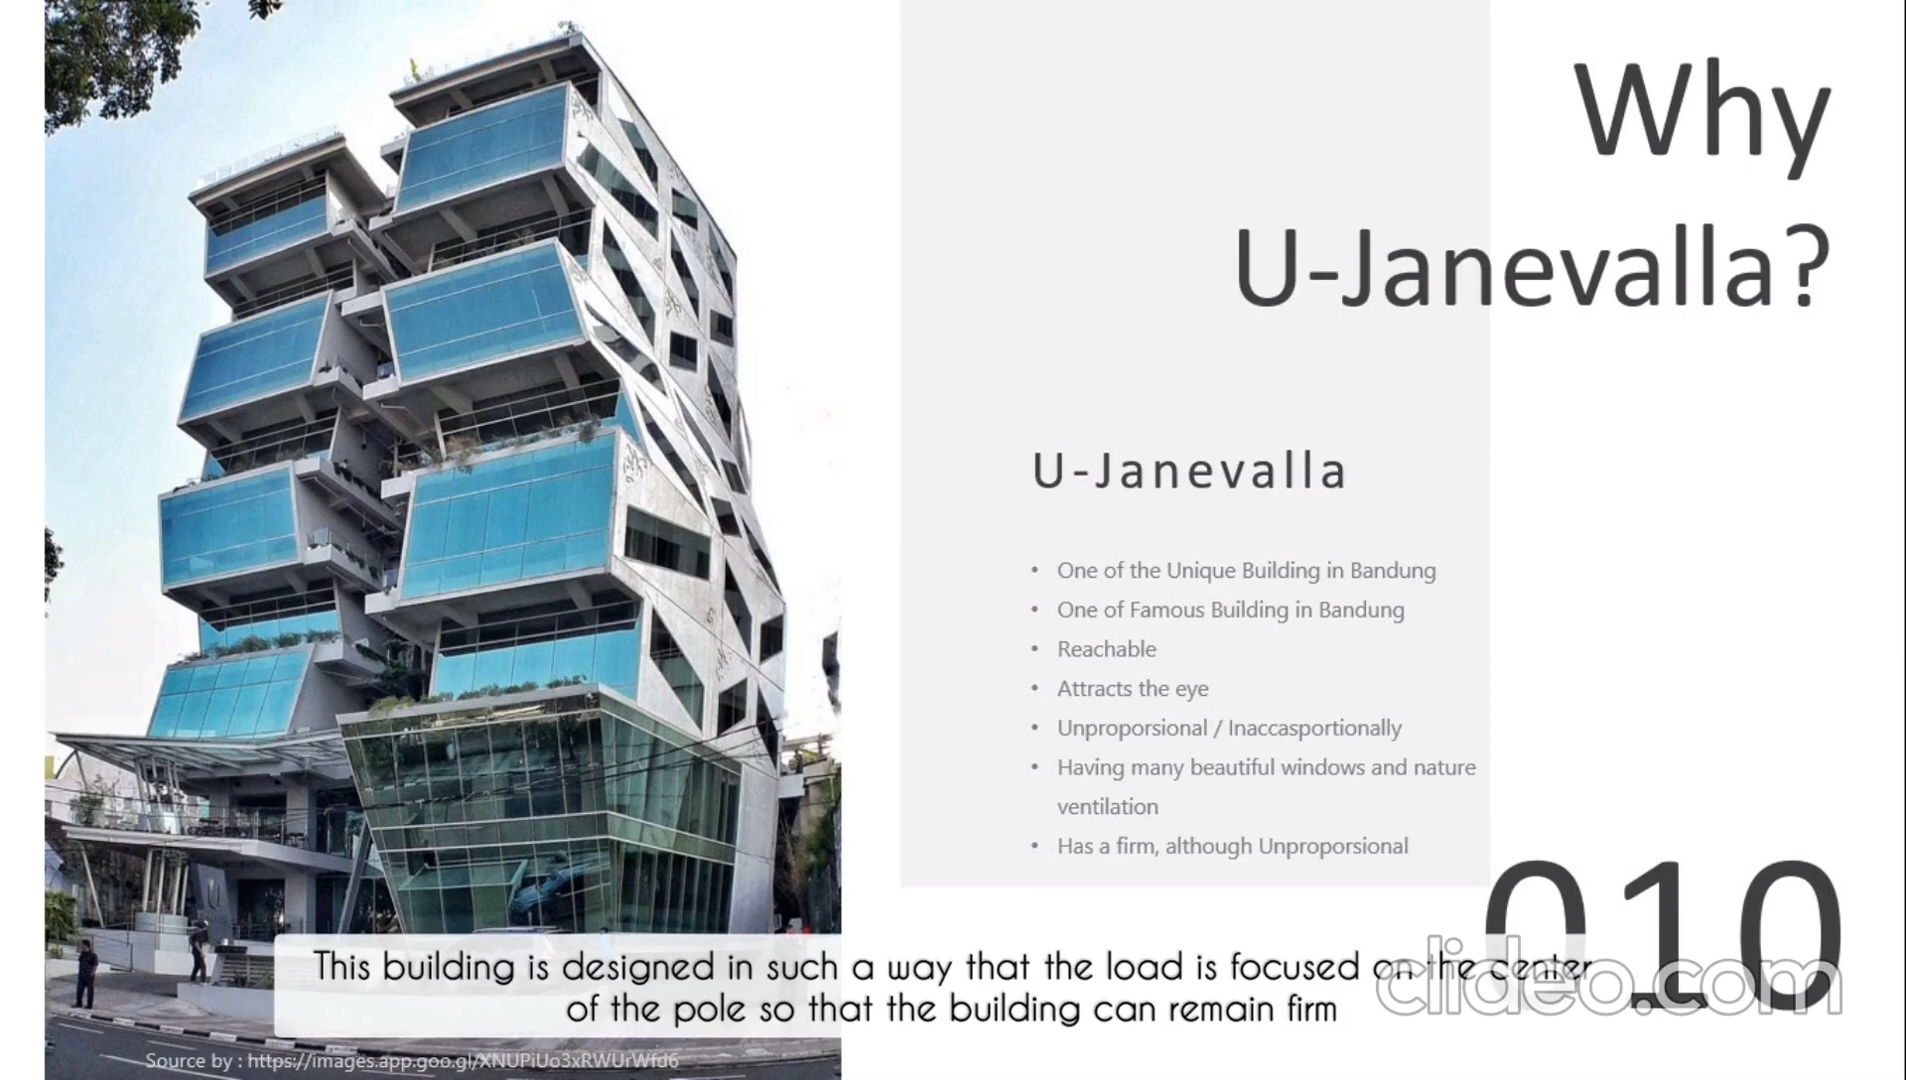 Why
U-Janevalla?
U-Janevalla
• One of the Unique Building in Bandung
• One of Famous Building in Bandung
• Reachable
• Attracts the eye
• Unproporsional / Inaccasportionally
• Having many beautiful windows and nature
ventilation
• Has a firm, although Unproporsional
010
This building is designed in such a way that the load is focused on the center
of the pole so that the building can remain firm
clideo.com
Source by : https://images.app.goo.gl/XNUPiUo3xRWUrWfd6